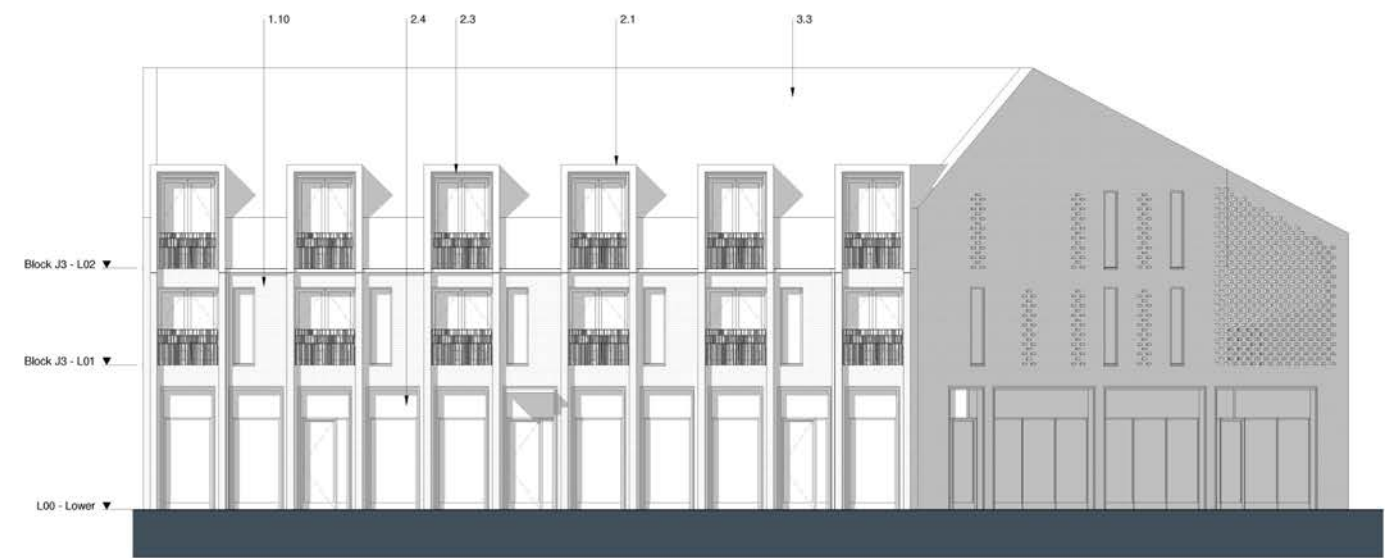 1.10
2.4
2.3
2.1
3.3
Block J3 - L02
Block J3 - L01
L00 - Lower